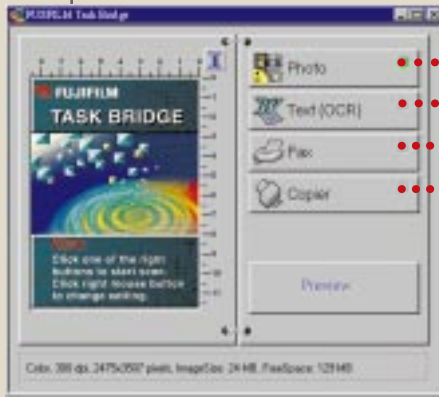 FUJIFILM Task Bridge
FUJIFILM
TASK BRIDGE
Click one of the right
buttons to start scan.
Click right mouse button
to change setting.
Photo
Text (OCR)
Fax
Copier
Preview
Color, 300 dpi, 2475x3507 pixels, ImageSize: 24 MB, FreeSpace: 128MB